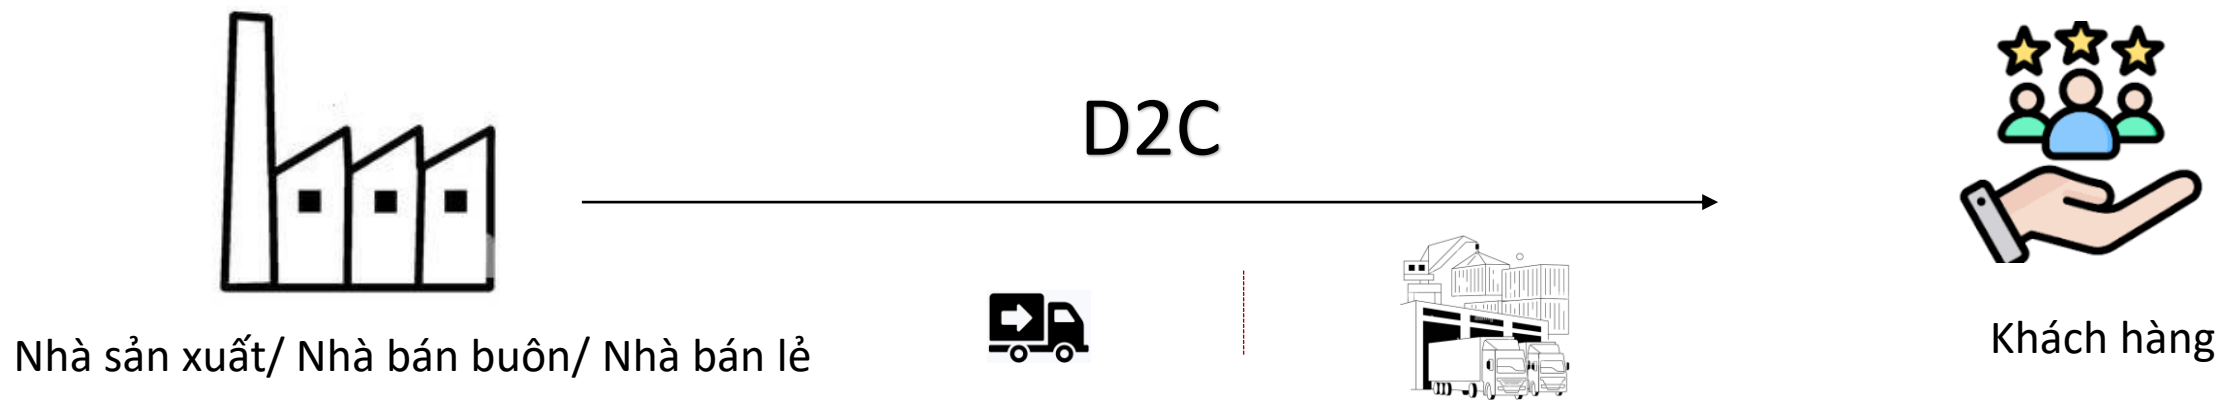 D2C
Nhà sản xuất/ Nhà bán buôn/ Nhà bán lẻ
Khách hàng